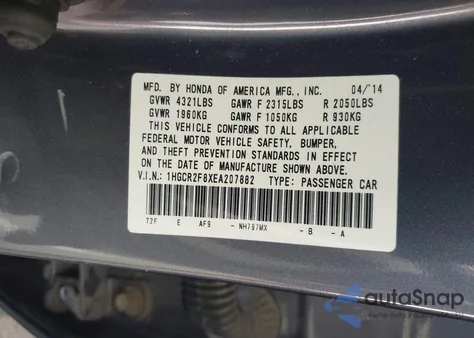 MFD. BY HONDA OF AMERICA MFG., INC. 04/'14
GVWR 4321LBS GAWR F 2315LBS R 2050LBS
GVWR 1960KG GAWR F 1050KG R 930KG
THIS VEHICLE CONFORMS TO ALL APPLICABLE
FEDERAL MOTOR VEHICLE SAFETY, BUMPER,
AND THEFT PREVENTION STANDARDS IN EFFECT
ON THE DATE OF MANUFACTURE SHOWN ABOVE.
V.I.N.: 1HGCR2F8XEA207882 TYPE: PASSENGER CAR
T2F E AF9 - NH797MX - B - A
autoSnap